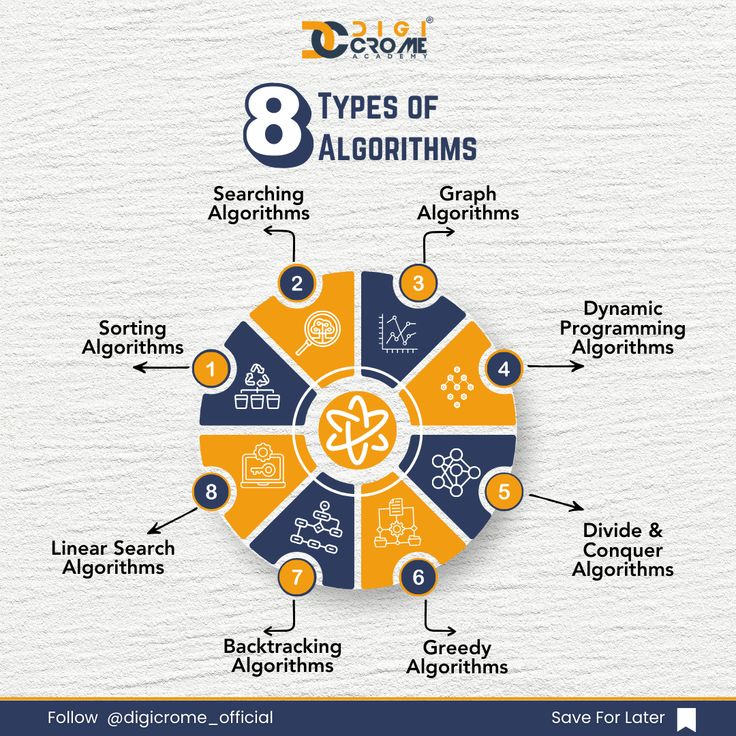 DIGI
CROME®
ACADEMY
8 TYPES OF
ALGORITHMS
Searching
Algorithms
Graph
Algorithms
Sorting
Algorithms
Dynamic
Programming
Algorithms
2
3
1
4
8
5
7
6
Linear Search
Algorithms
Divide &
Conquer
Algorithms
Backtracking
Algorithms
Greedy
Algorithms
Follow @digicrome_official
Save For Later